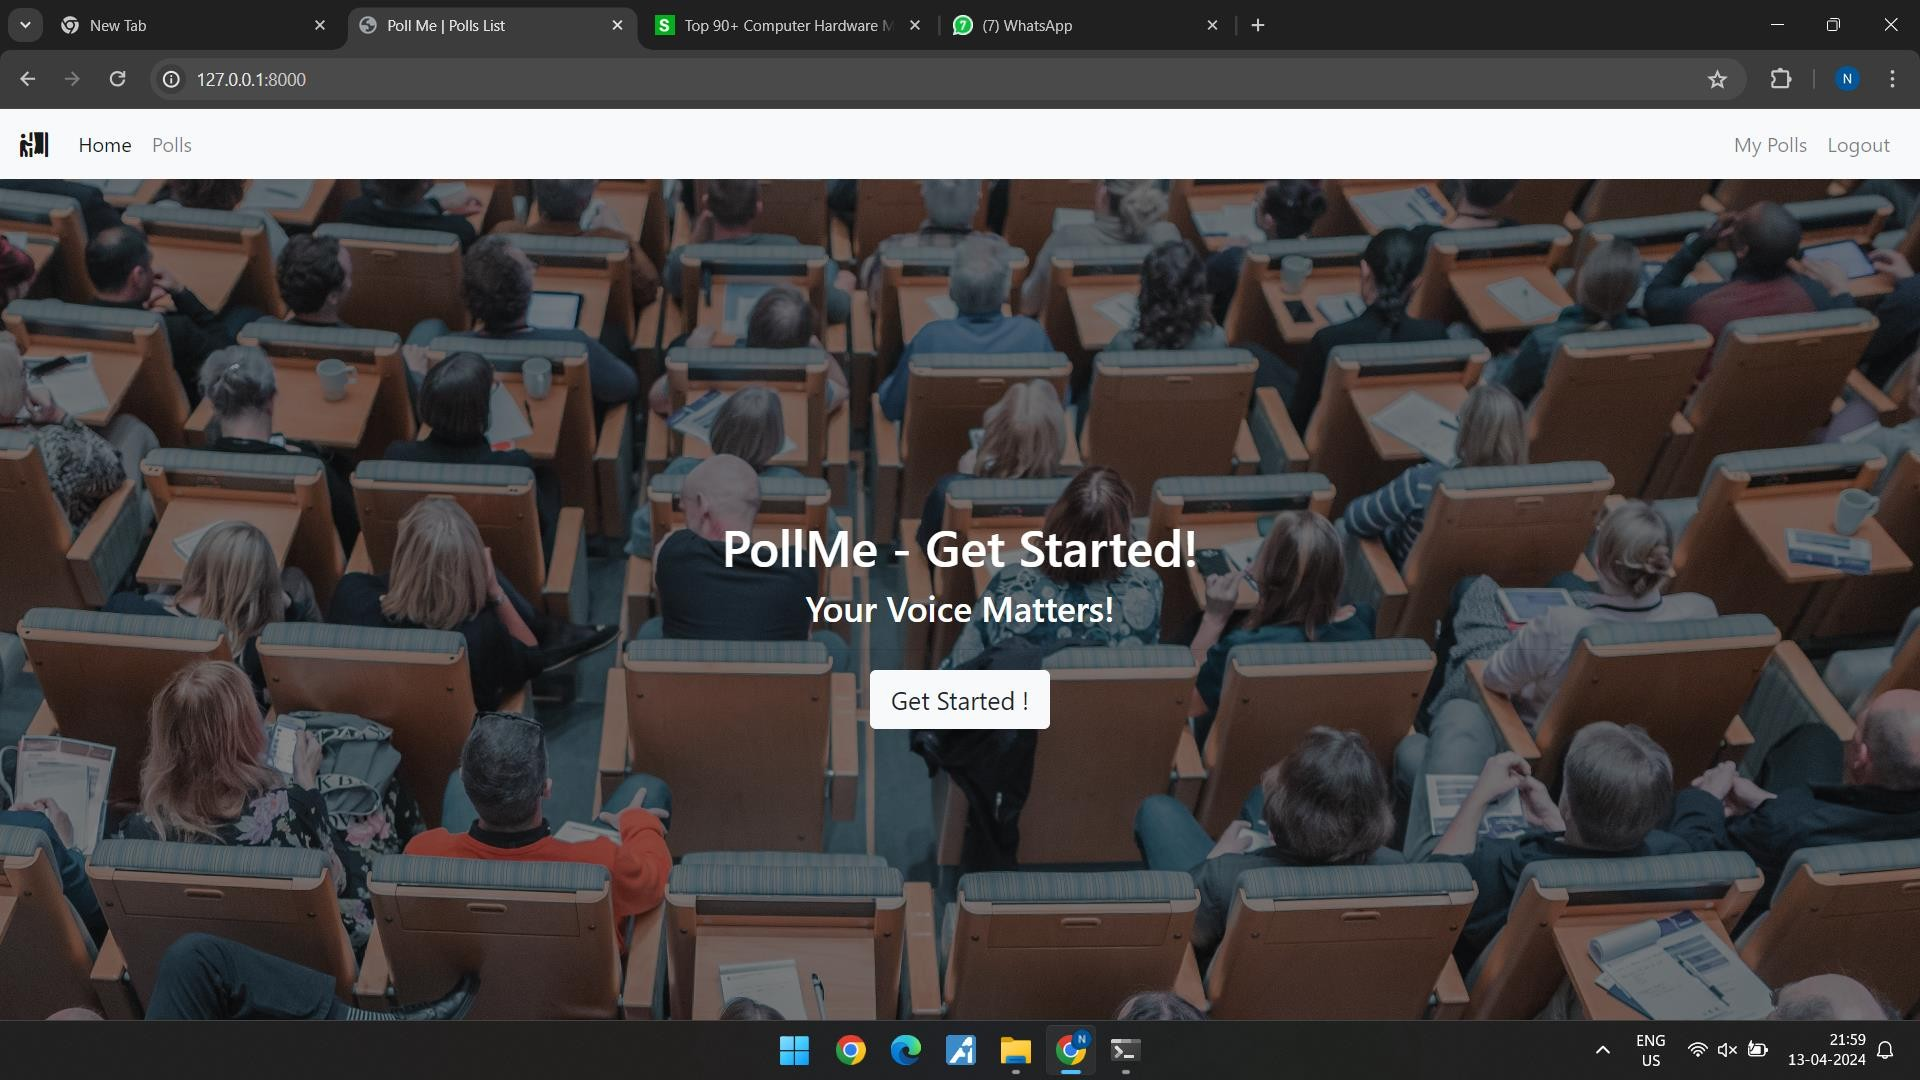 New Tab
Poll Me | Polls List
Top 90+ Computer Hardware M
(7) WhatsApp
127.0.0.1:8000
N
Home
Polls
My Polls
Logout
PollMe - Get Started!
Your Voice Matters!
Get Started !
N
ENG
US
21:59
13-04-2024